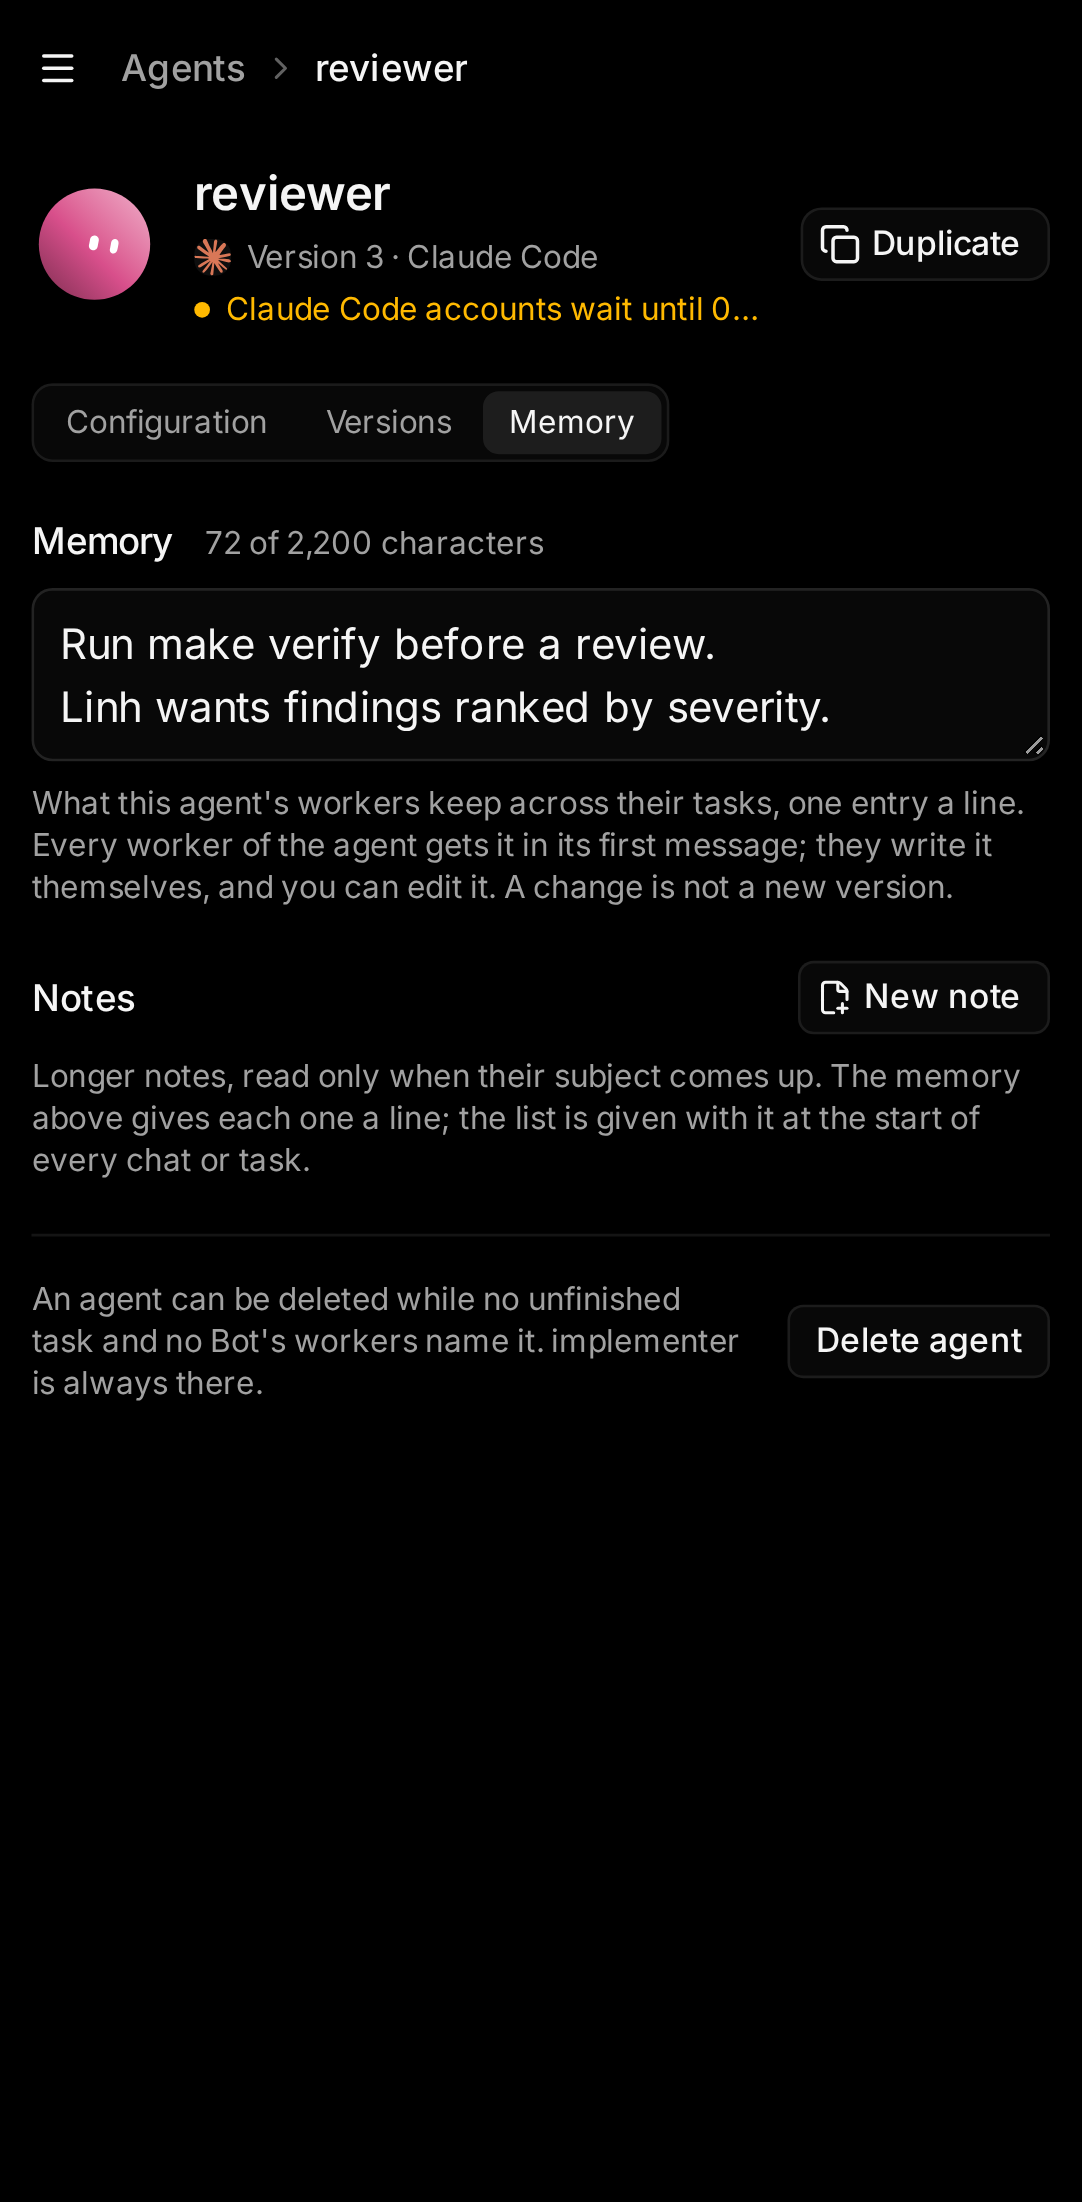 Agents > reviewer
reviewer
Version 3 · Claude Code
Claude Code accounts wait until 0...
Duplicate
Configuration
Versions
Memory
Memory
72 of 2,200 characters
Run make verify before a review.
Linh wants findings ranked by severity.
What this agent's workers keep across their tasks, one entry a line.
Every worker of the agent gets it in its first message; they write it
themselves, and you can edit it. A change is not a new version.
Notes
New note
Longer notes, read only when their subject comes up. The memory
above gives each one a line; the list is given with it at the start of
every chat or task.
An agent can be deleted while no unfinished
task and no Bot's workers name it. implementer
is always there.
Delete agent